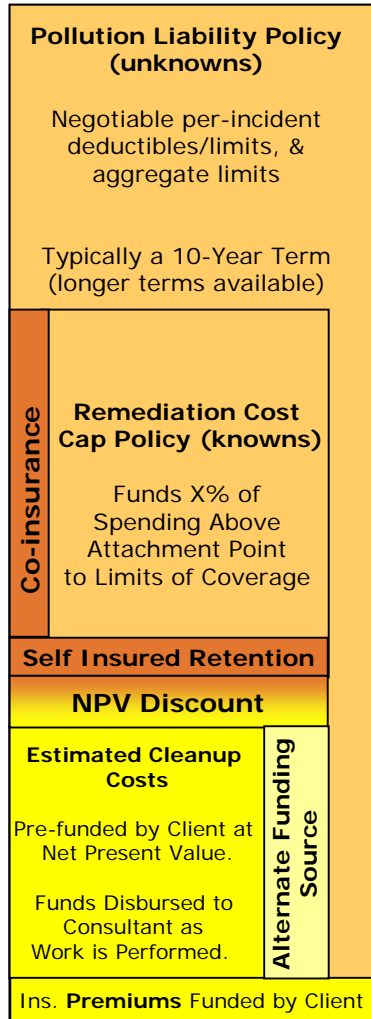 Pollution Liability Policy
(unknowns)
Negotiable per-incident
deductibles/limits, &
aggregate limits
Typically a 10-Year Term
(longer terms available)
Co-insurance
Remediation Cost
Cap Policy (knowns)
Funds X% of
Spending Above
Attachment Point
to Limits of Coverage
Self Insured Retention
NPV Discount
Estimated Cleanup
Costs
Pre-funded by Client at
Net Present Value.
Funds Disbursed to
Consultant as
Work is Performed.
Alternate Funding
Source
Ins. Premiums Funded by Client